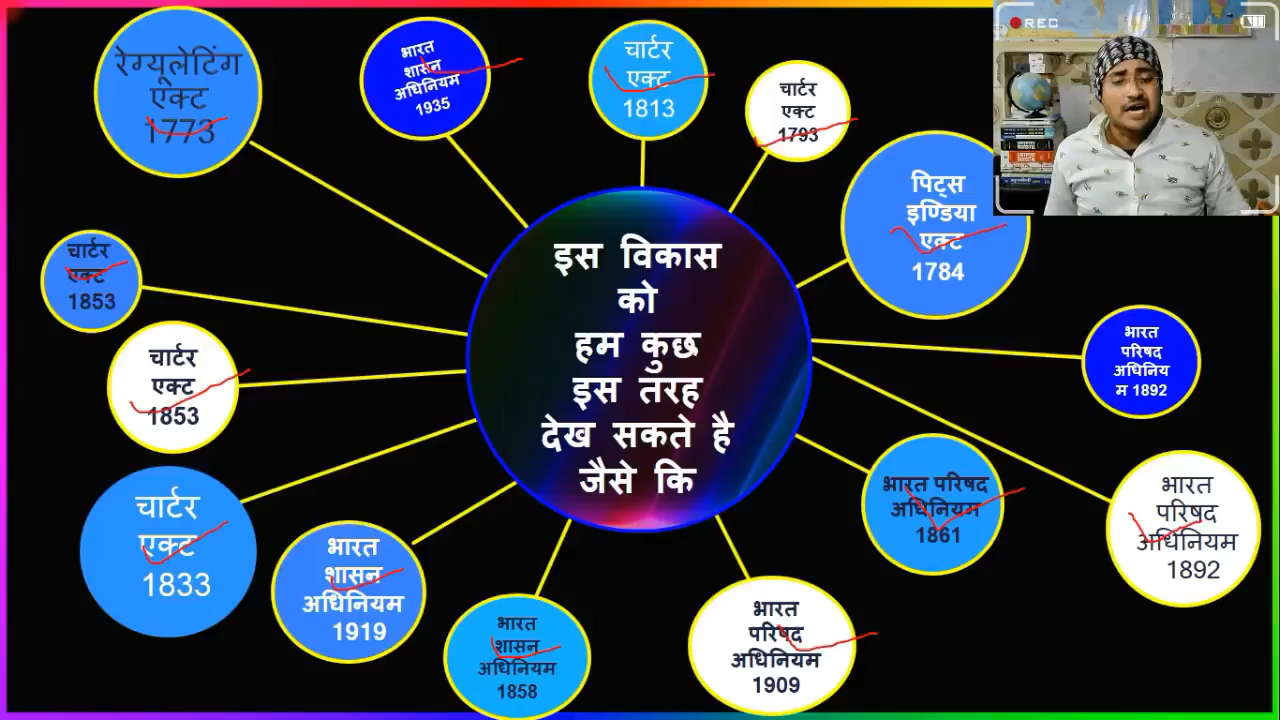 रेग्यूलेटिंग
एक्ट
1773
भारत
शासन
अधिनियम
1935
चार्टर
एक्ट
1813
चार्टर
एक्ट
1793
REC
पिट्स
इण्डिया
एक्ट
1784
चार्टर
एक्ट
1853
इस विकास
को
हम कुछ
इस तरह
देख सकते है
जैसे कि
भारत
परिषद
अधिनिय
म 1892
चार्टर
एक्ट
1853
भारत परिषद
अधिनियम
1861
भारत
परिषद
अधिनियम
1892
चार्टर
एक्ट
1833
भारत
शासन
अधिनियम
1919
भारत
शासन
अधिनियम
1858
भारत
परिषद
अधिनियम
1909